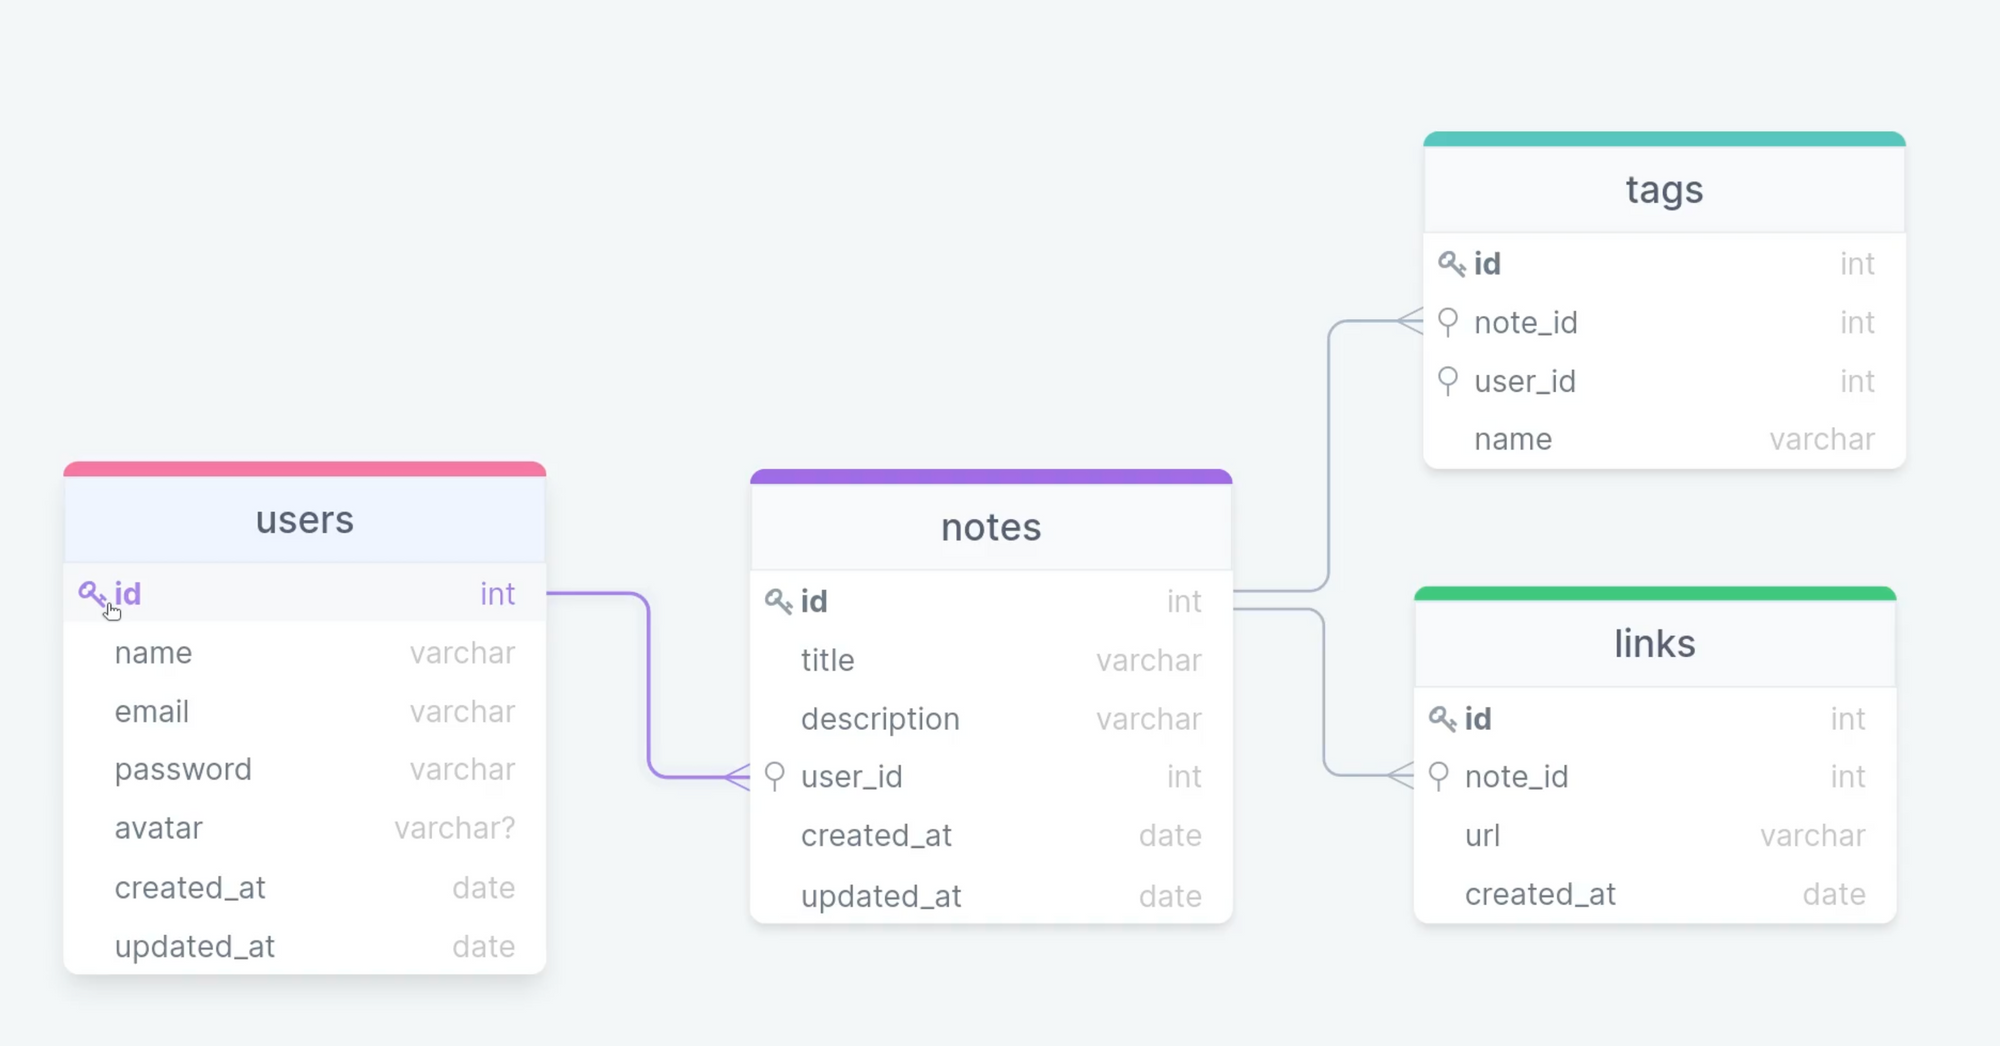 users
id int
name varchar
email varchar
password varchar
avatar varchar?
created_at date
updated_at date
notes
id int
title varchar
description varchar
user_id int
created_at date
updated_at date
tags
id int
note_id int
user_id int
name varchar
links
id int
note_id int
url varchar
created_at date